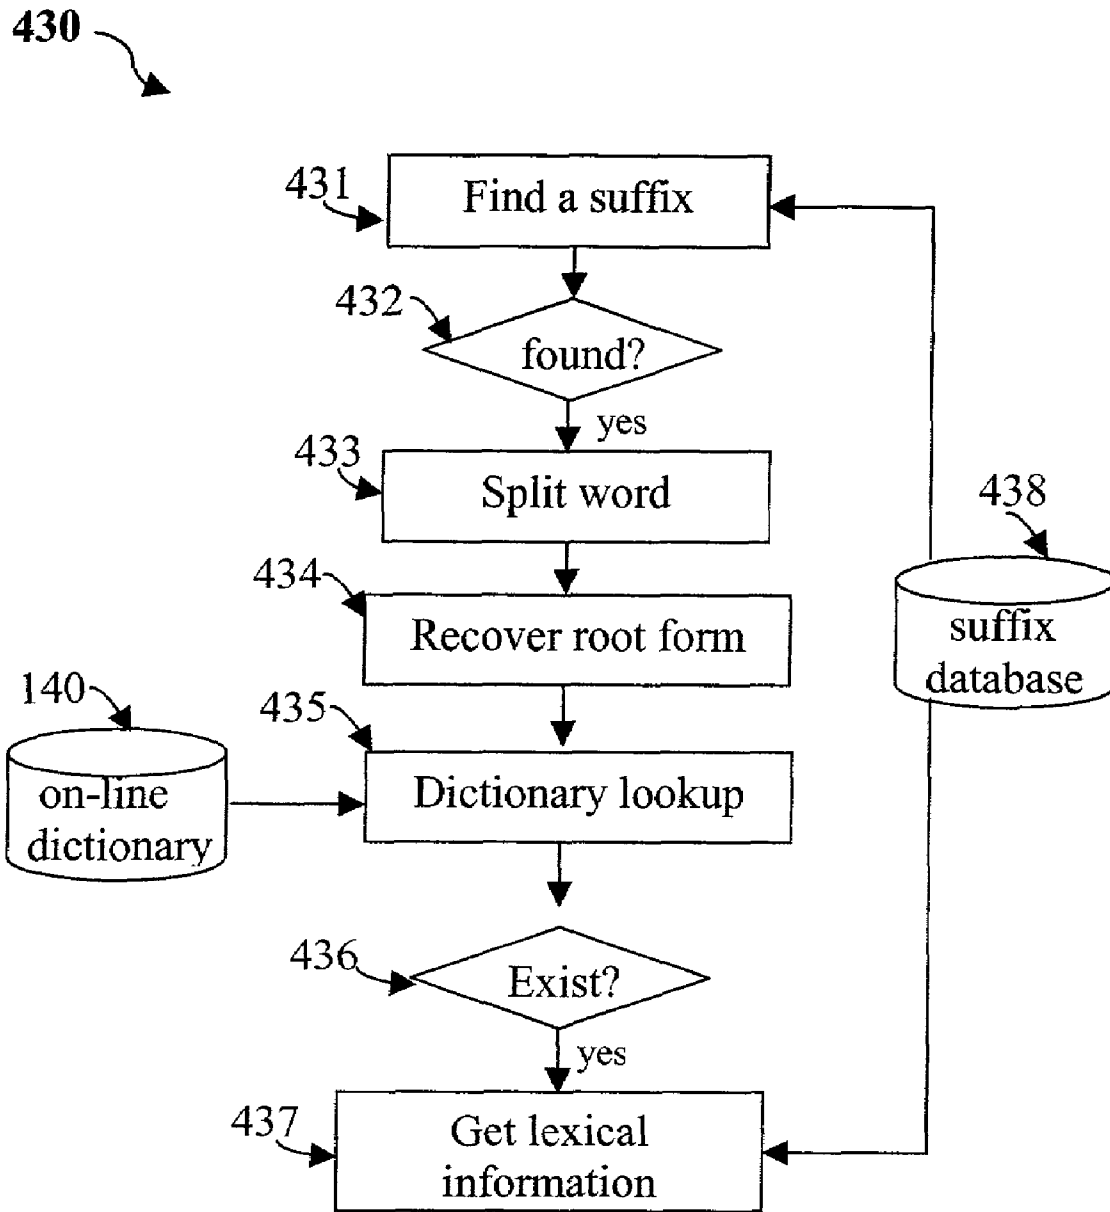 430
431
Find a suffix
432
found?
yes
433
Split word
438
434
Recover root form
suffix
database
140
435
on-line
dictionary
Dictionary lookup
436
Exist?
yes
437
Get lexical
information